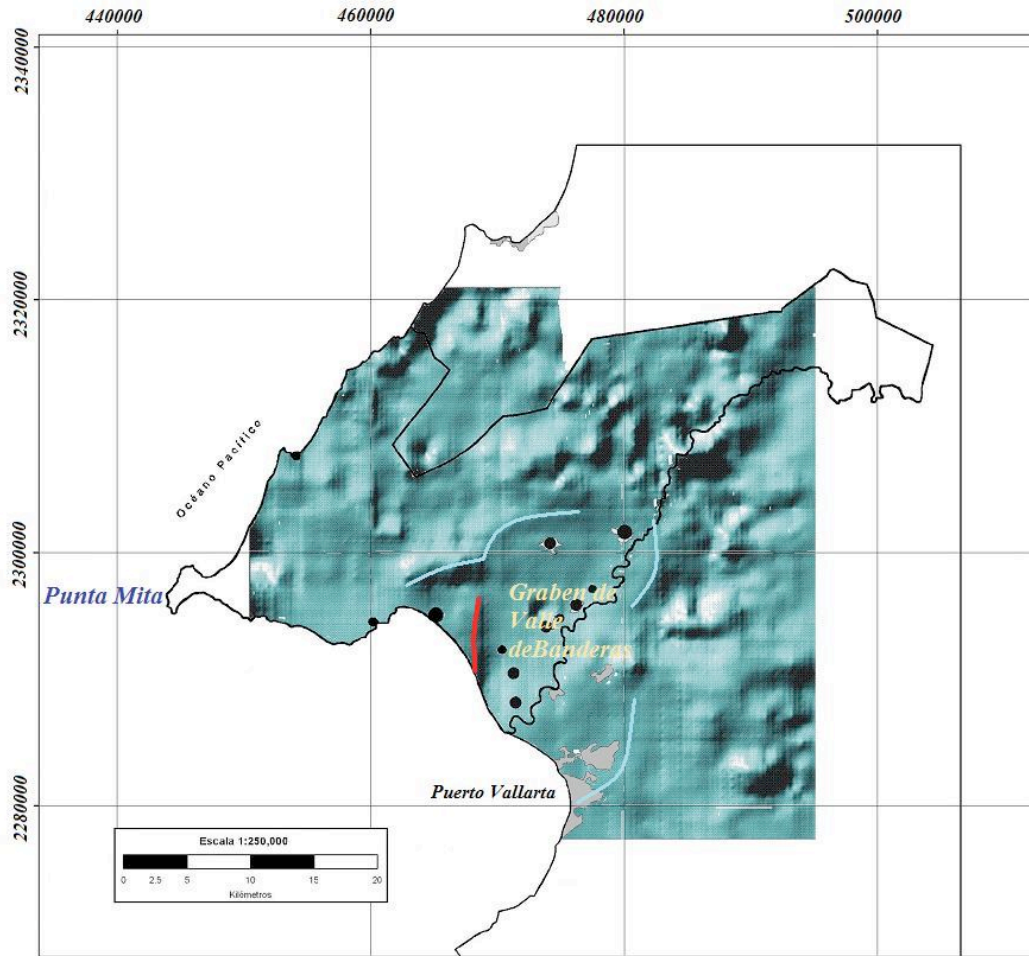 440000
460000
480000
500000
2340000
2320000
2300000
2280000
Océano Pacífico
Punta Mita
Graben de
Valle
deBanderas
Puerto Vallarta
Escala 1:250,000
0 2.5 5 10 15 20
Kilómetros